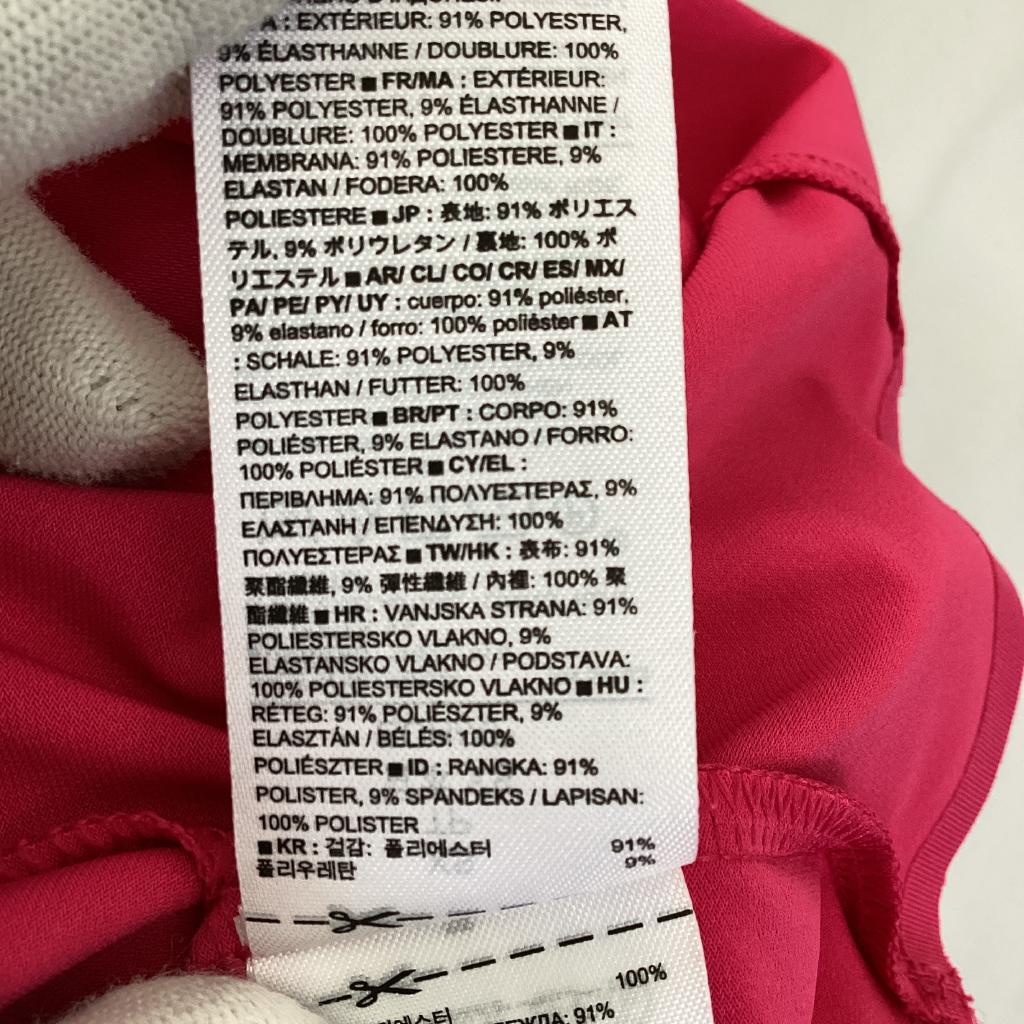 A : EXTÉRIEUR: 91% POLYESTER,
9% ÉLASTHANNE / DOUBLURE: 100%
POLYESTER ■ FR/MA : EXTÉRIEUR:
91% POLYESTER, 9% ÉLASTHANNE /
DOUBLURE: 100% POLYESTER ■ IT :
MEMBRANA: 91% POLIESTERE, 9%
ELASTAN / FODERA: 100%
POLIESTERE ■ JP : 表地: 91% ポリエス
テル, 9% ポリウレタン / 裏地: 100% ポ
リエステル ■ AR/ CL/ CO/ CR/ ES/ MX/
PA/ PE/ PY/ UY : cuerpo: 91% poliéster,
9% elastano / forro: 100% poliéster ■ AT
: SCHALE: 91% POLYESTER, 9%
ELASTHAN / FUTTER: 100%
POLYESTER ■ BR/PT : CORPO: 91%
POLIÉSTER, 9% ELASTANO / FORRO:
100% POLIÉSTER ■ CY/EL :
ΠΕΡΙΒΛΗΜΑ: 91% ΠΟΛΥΕΣΤΕΡΑΣ, 9%
ΕΛΑΣΤΑΝΗ / ΕΠΕΝΔΥΣΗ: 100%
ΠΟΛΥΕΣΤΕΡΑΣ ■ TW/HK : 表布: 91%
聚酯纖維, 9% 彈性纖維 / 內裡: 100% 聚
酯纖維 ■ HR : VANJSKA STRANA: 91%
POLIESTERSKO VLAKNO, 9%
ELASTANSKO VLAKNO / PODSTAVA:
100% POLIESTERSKO VLAKNO ■ HU :
RÉTEG: 91% POLIÉSZTER, 9%
ELASZTÁN / BÉLÉS: 100%
POLIÉSZTER ■ ID : RANGKA: 91%
POLISTER, 9% SPANDEKS / LAPISAN:
100% POLISTER
■ KR : 겉감: 폴리에스터 91%
폴리우레탄 9%
100%
91%